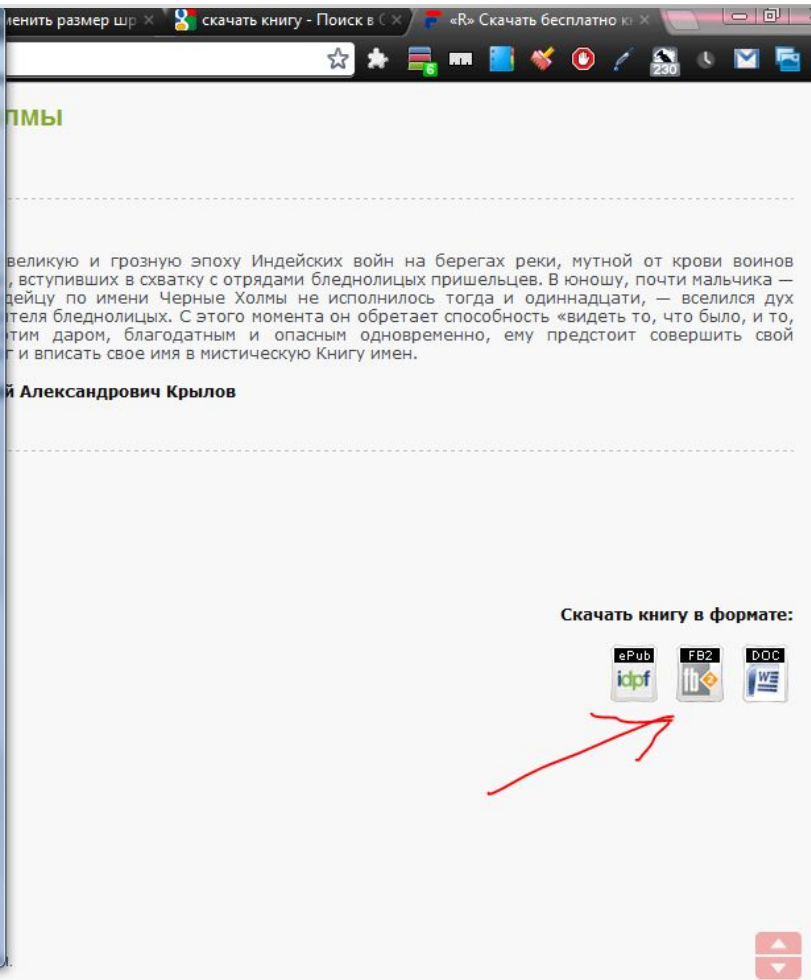 менить размер шр
скачать книгу - Поиск в
«R» Скачать бесплатно к
6
230
лмы
великую и грозную эпоху Индейских войн на берегах реки, мутной от крови воинов
, вступивших в схватку с отрядами бледнолицых пришельцев. В юношу, почти мальчика —
дейцу по имени Черные Холмы не исполнилось тогда и одиннадцати, — вселился дух
ителя бледнолицых. С этого момента он обретает способность «видеть то, что было, и то,
этим даром, благодатным и опасным одновременно, ему предстоит совершить свой
г и вписать свое имя в мистическую Книгу имен.
й Александрович Крылов
Скачать книгу в формате:
ePub FB2 DOC
idpf fb2 W